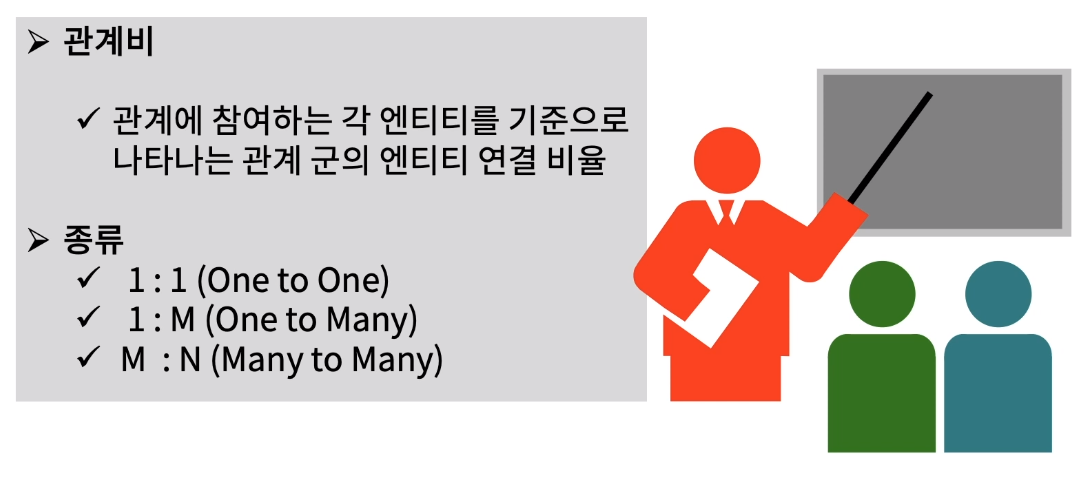 ➢ 관계비
✓ 관계에 참여하는 각 엔티티를 기준으로
나타나는 관계 군의 엔티티 연결 비율
➢ 종류
✓ 1 : 1 (One to One)
✓ 1 : M (One to Many)
✓ M : N (Many to Many)